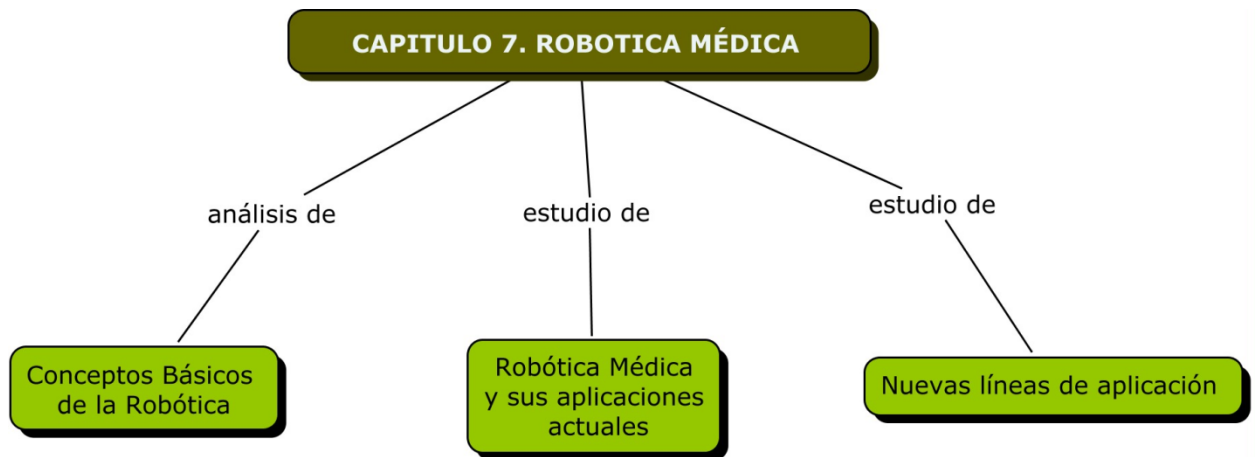 CAPITULO 7. ROBOTICA MÉDICA
análisis de
estudio de
estudio de
Conceptos Básicos
de la Robótica
Robótica Médica
y sus aplicaciones
actuales
Nuevas líneas de aplicación